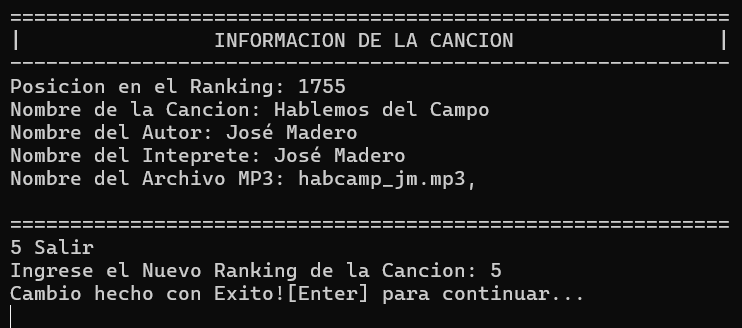 ============================================================
|                INFORMACION DE LA CANCION                 |
------------------------------------------------------------
Posicion en el Ranking: 1755
Nombre de la Cancion: Hablemos del Campo
Nombre del Autor: José Madero
Nombre del Inteprete: José Madero
Nombre del Archivo MP3: habcamp_jm.mp3,
============================================================
5 Salir
Ingrese el Nuevo Ranking de la Cancion: 5
Cambio hecho con Exito![Enter] para continuar...